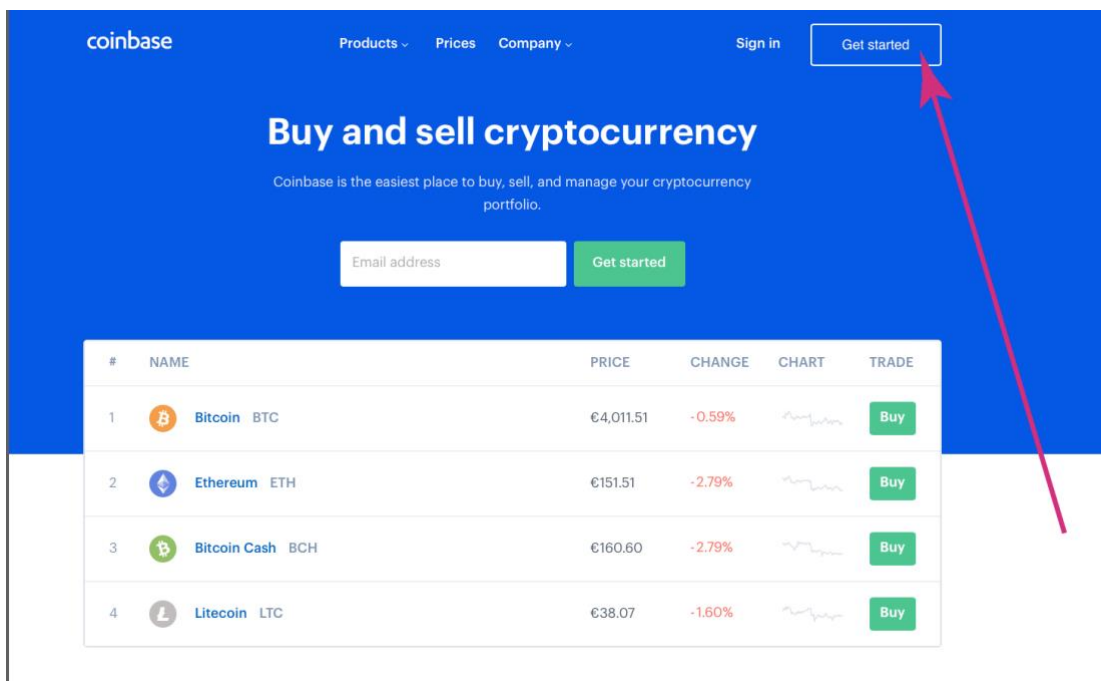 coinbase Products Prices Company Sign in Get started
Buy and sell cryptocurrency
Coinbase is the easiest place to buy, sell, and manage your cryptocurrency
portfolio.
Email address Get started
# NAME PRICE CHANGE CHART TRADE
1 Bitcoin BTC €4,011.51 -0.59% Buy
2 Ethereum ETH €151.51 -2.79% Buy
3 Bitcoin Cash BCH €160.60 -2.79% Buy
4 Litecoin LTC €38.07 -1.60% Buy